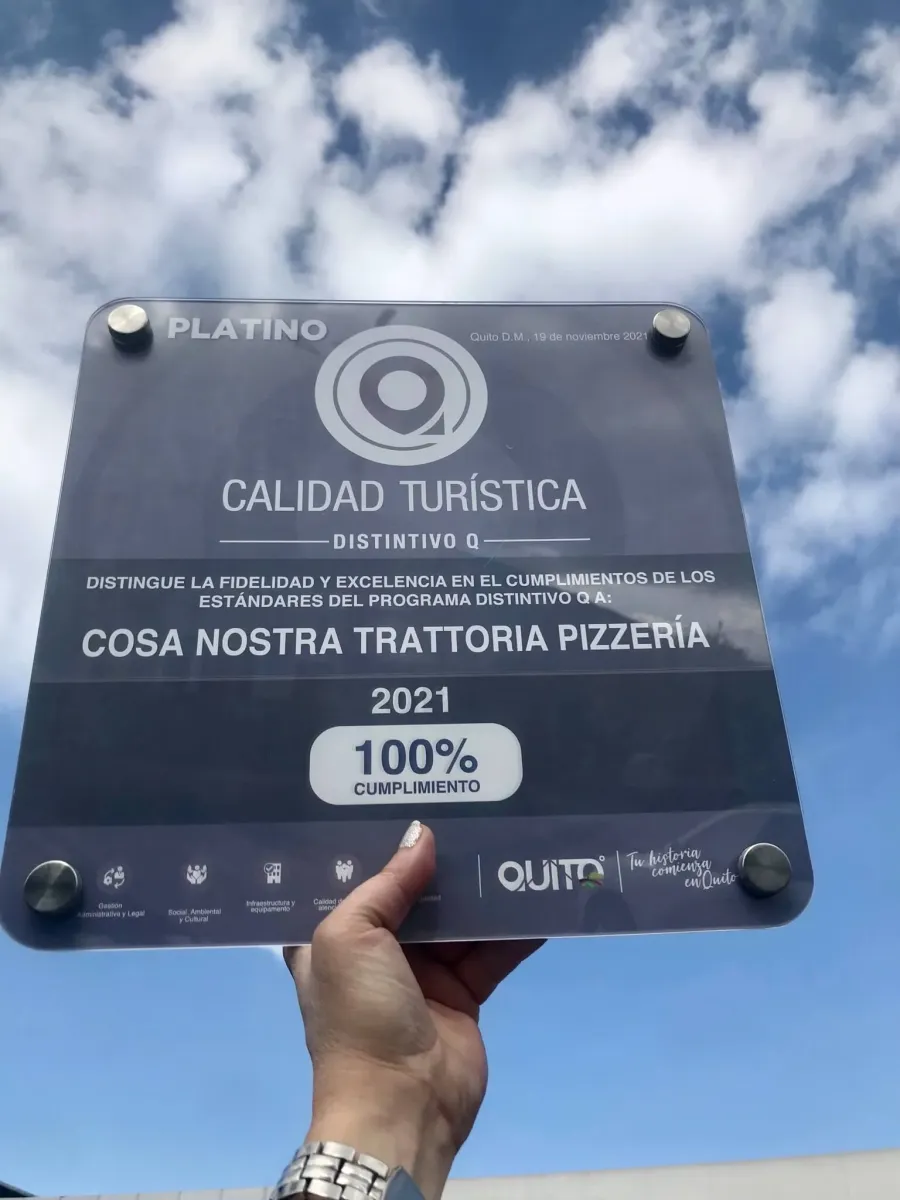 PLATINO
Quito D.M., 19 de noviembre 2021
CALIDAD TURÍSTICA
DISTINTIVO Q
DISTINGUE LA FIDELIDAD Y EXCELENCIA EN EL CUMPLIMIENTOS DE LOS
ESTÁNDARES DEL PROGRAMA DISTINTIVO Q A:
COSA NOSTRA TRATTORIA PIZZERÍA
2021
100%
CUMPLIMIENTO
Gestión
Administrativa y Legal
Social, Ambiental
y Cultural
Infraestructura y
equipamiento
Calidad
QUITO
Tu historia
comienza
en Quito